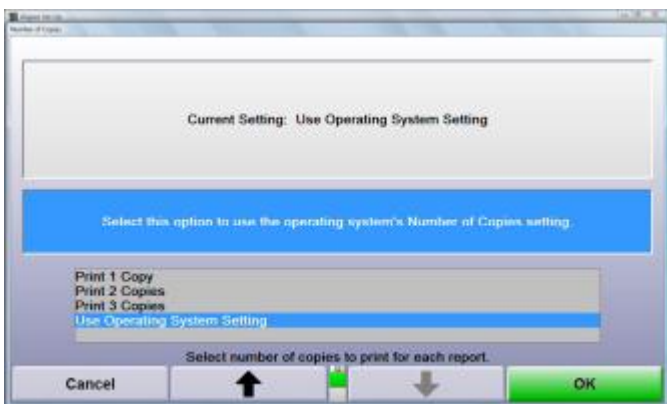 Number of Copies
Current Setting: Use Operating System Setting
Select this option to use the operating system's Number of Copies setting.
Print 1 Copy
Print 2 Copies
Print 3 Copies
Use Operating System Setting
Select number of copies to print for each report.
Cancel
OK